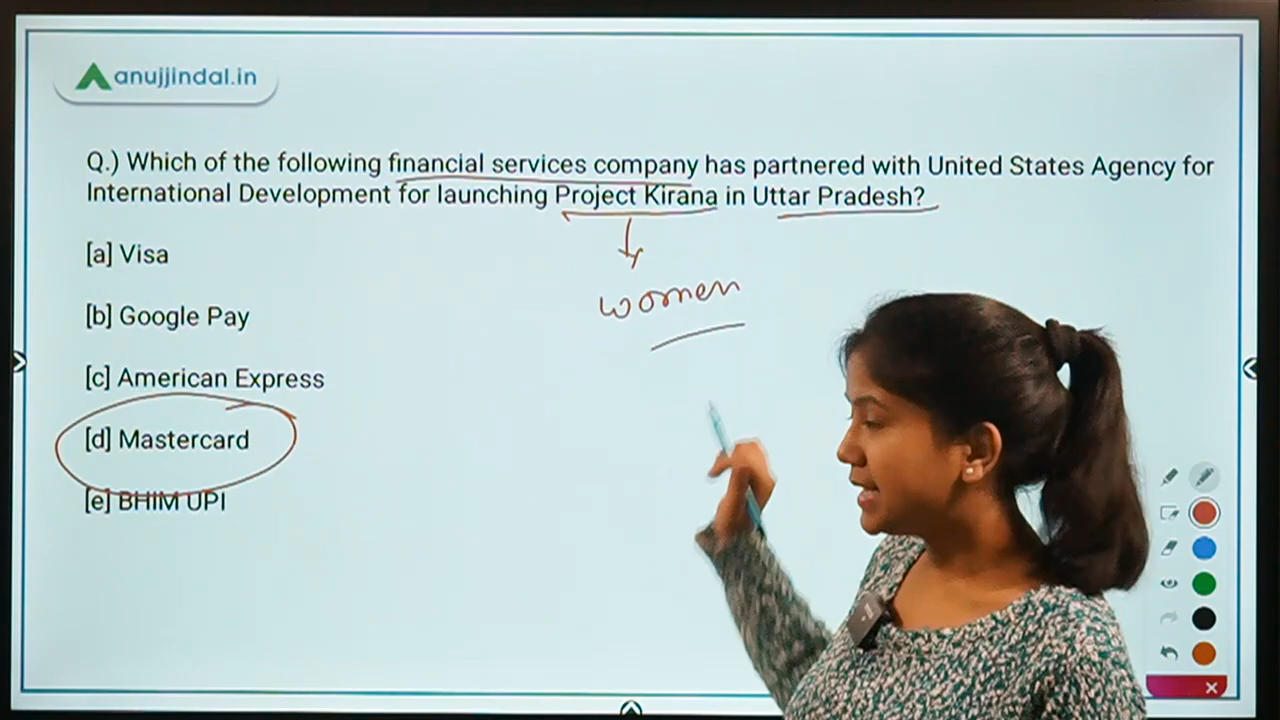 anujjindal.in
Q.) Which of the following financial services company has partnered with United States Agency for
International Development for launching Project Kirana in Uttar Pradesh?
women
[a] Visa
[b] Google Pay
[c] American Express
[d] Mastercard
[e] BHIM UPI